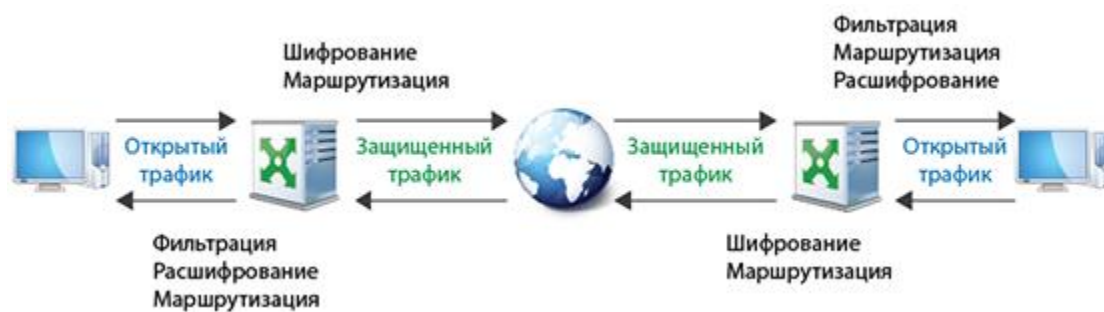 Шифрование
Маршрутизация
Фильтрация
Маршрутизация
Расшифрование
Открытый
трафик
Защищенный
трафик
Защищенный
трафик
Открытый
трафик
Фильтрация
Расшифрование
Маршрутизация
Шифрование
Маршрутизация